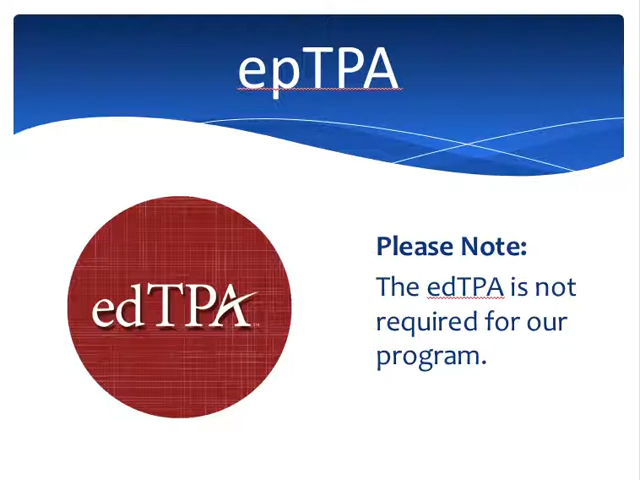 epTPA
edTPA
Please Note:
The edTPA is not
required for our
program.